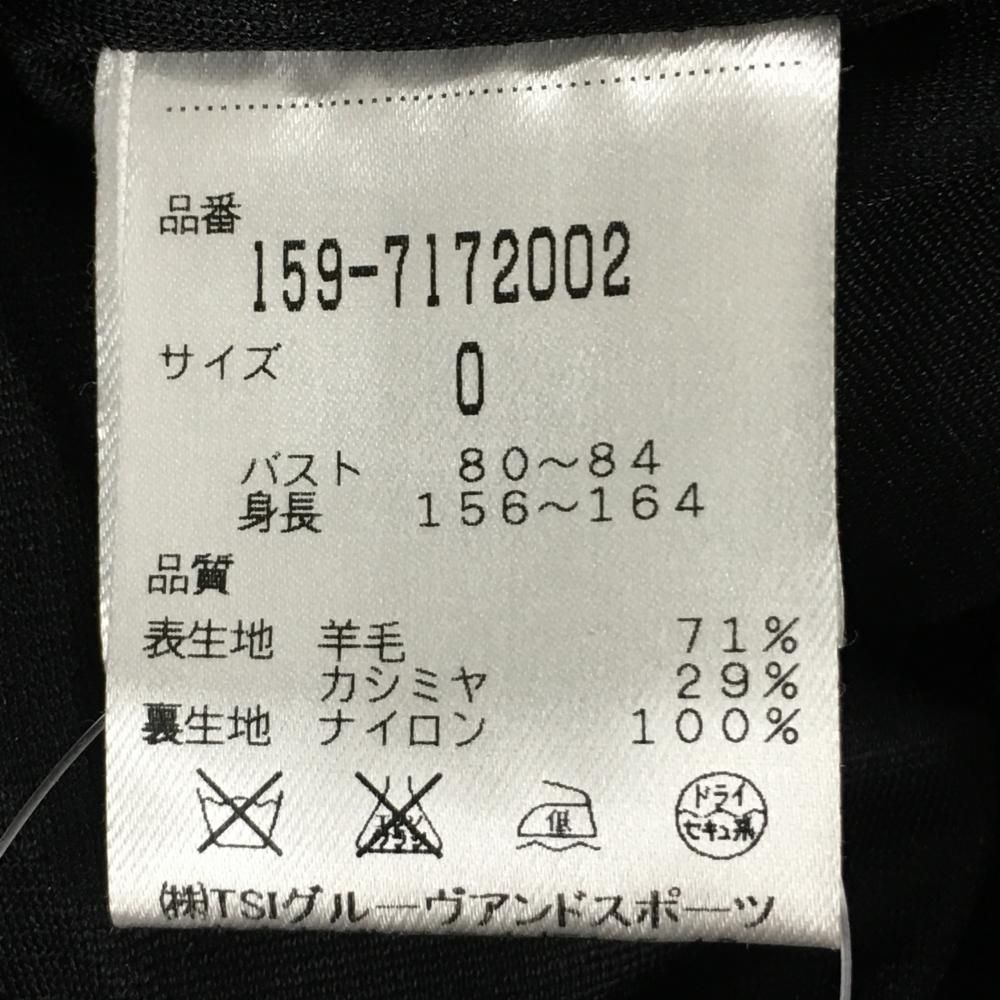 品番
159-7172002
サイズ 0
バスト 80～84
身長 156～164
品質
表生地 羊毛 71%
カシミヤ 29%
裏生地 ナイロン 100%
低
ドライ
セキユ系
㈱TSIグルーヴアンドスポーツ